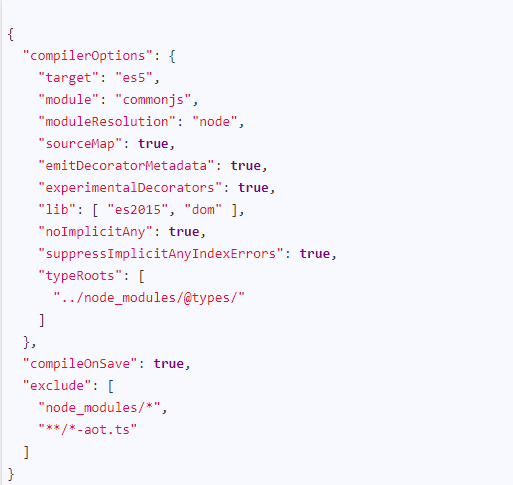 {
  "compilerOptions": {
    "target": "es5",
    "module": "commonjs",
    "moduleResolution": "node",
    "sourceMap": true,
    "emitDecoratorMetadata": true,
    "experimentalDecorators": true,
    "lib": [ "es2015", "dom" ],
    "noImplicitAny": true,
    "suppressImplicitAnyIndexErrors": true,
    "typeRoots": [
      "../node_modules/@types/"
    ]
  },
  "compileOnSave": true,
  "exclude": [
    "node_modules/*",
    "**/*-aot.ts"
  ]
}